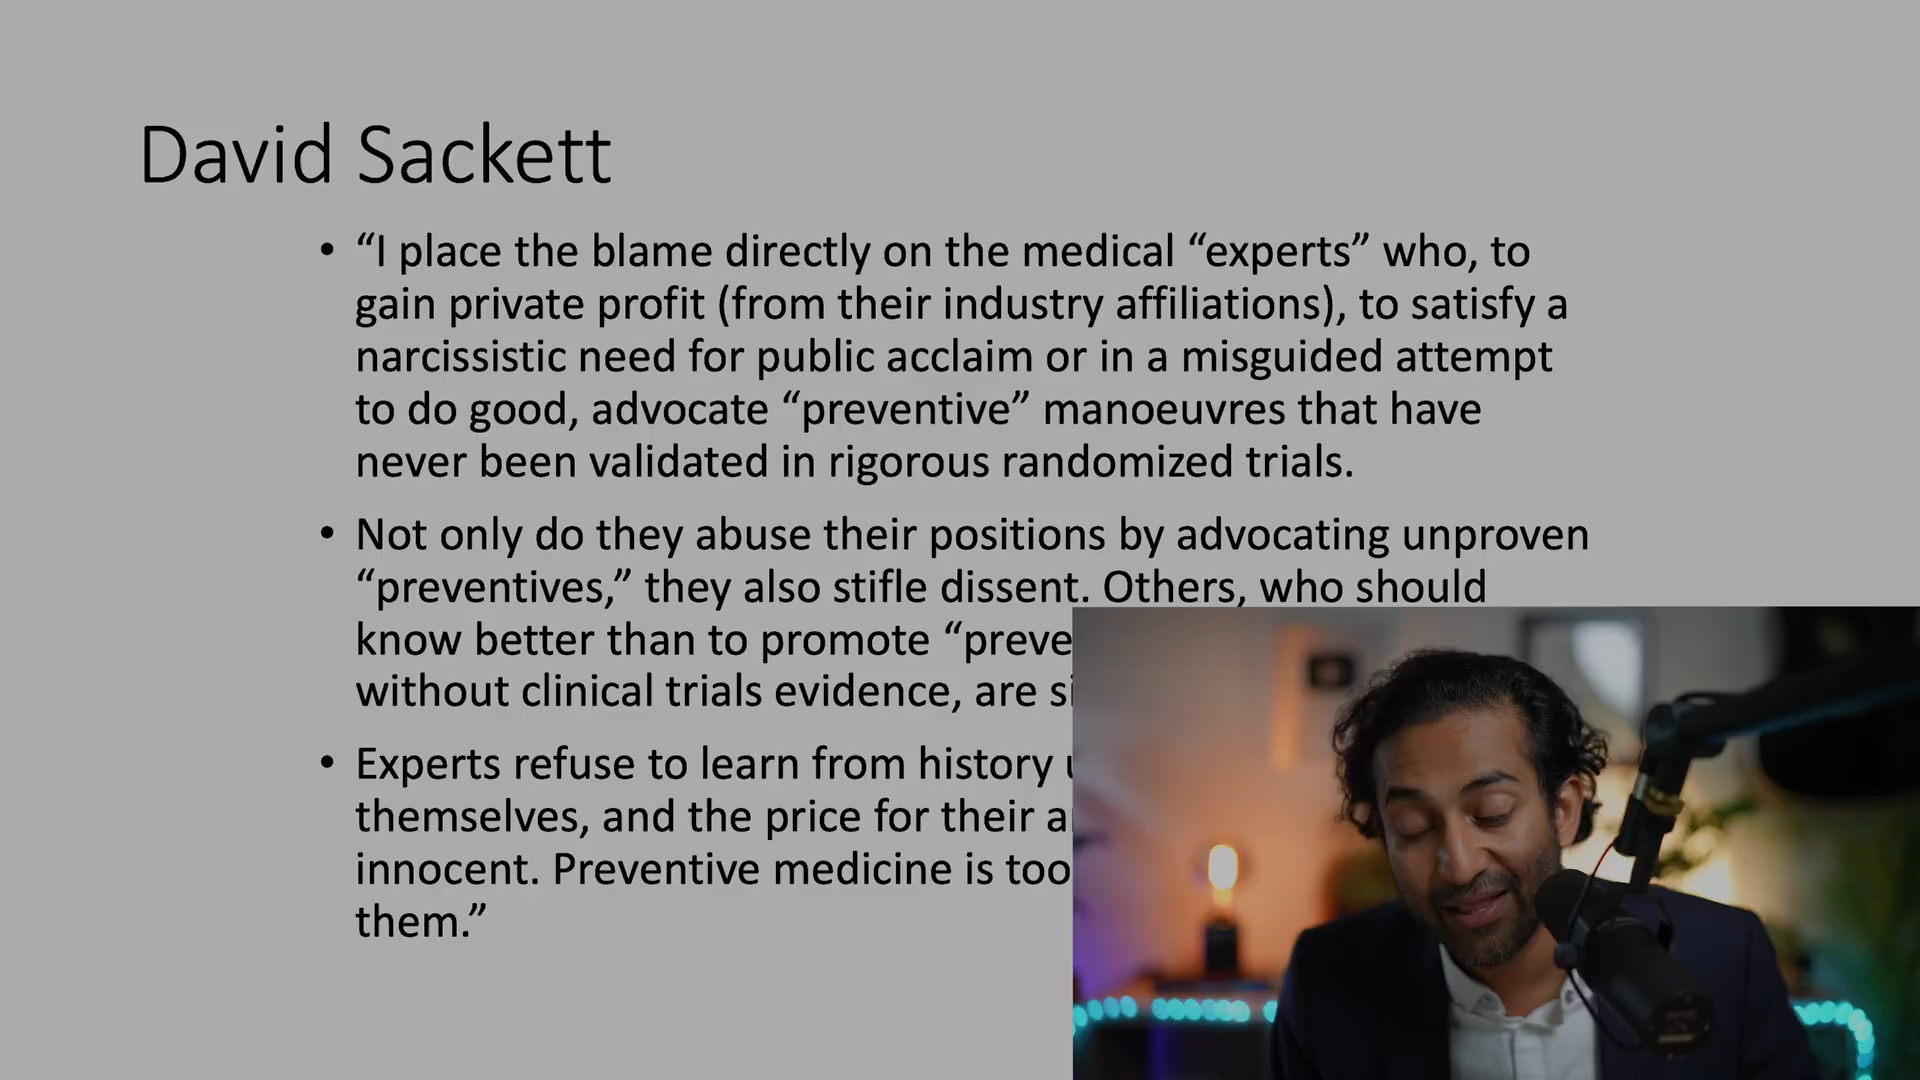 David Sackett
• “I place the blame directly on the medical “experts” who, to
gain private profit (from their industry affiliations), to satisfy a
narcissistic need for public acclaim or in a misguided attempt
to do good, advocate “preventive” manoeuvres that have
never been validated in rigorous randomized trials.
• Not only do they abuse their positions by advocating unproven
“preventives,” they also stifle dissent. Others, who should
know better than to promote “preve
without clinical trials evidence, are
• Experts refuse to learn from history
themselves, and the price for their
innocent. Preventive medicine is too
them.”